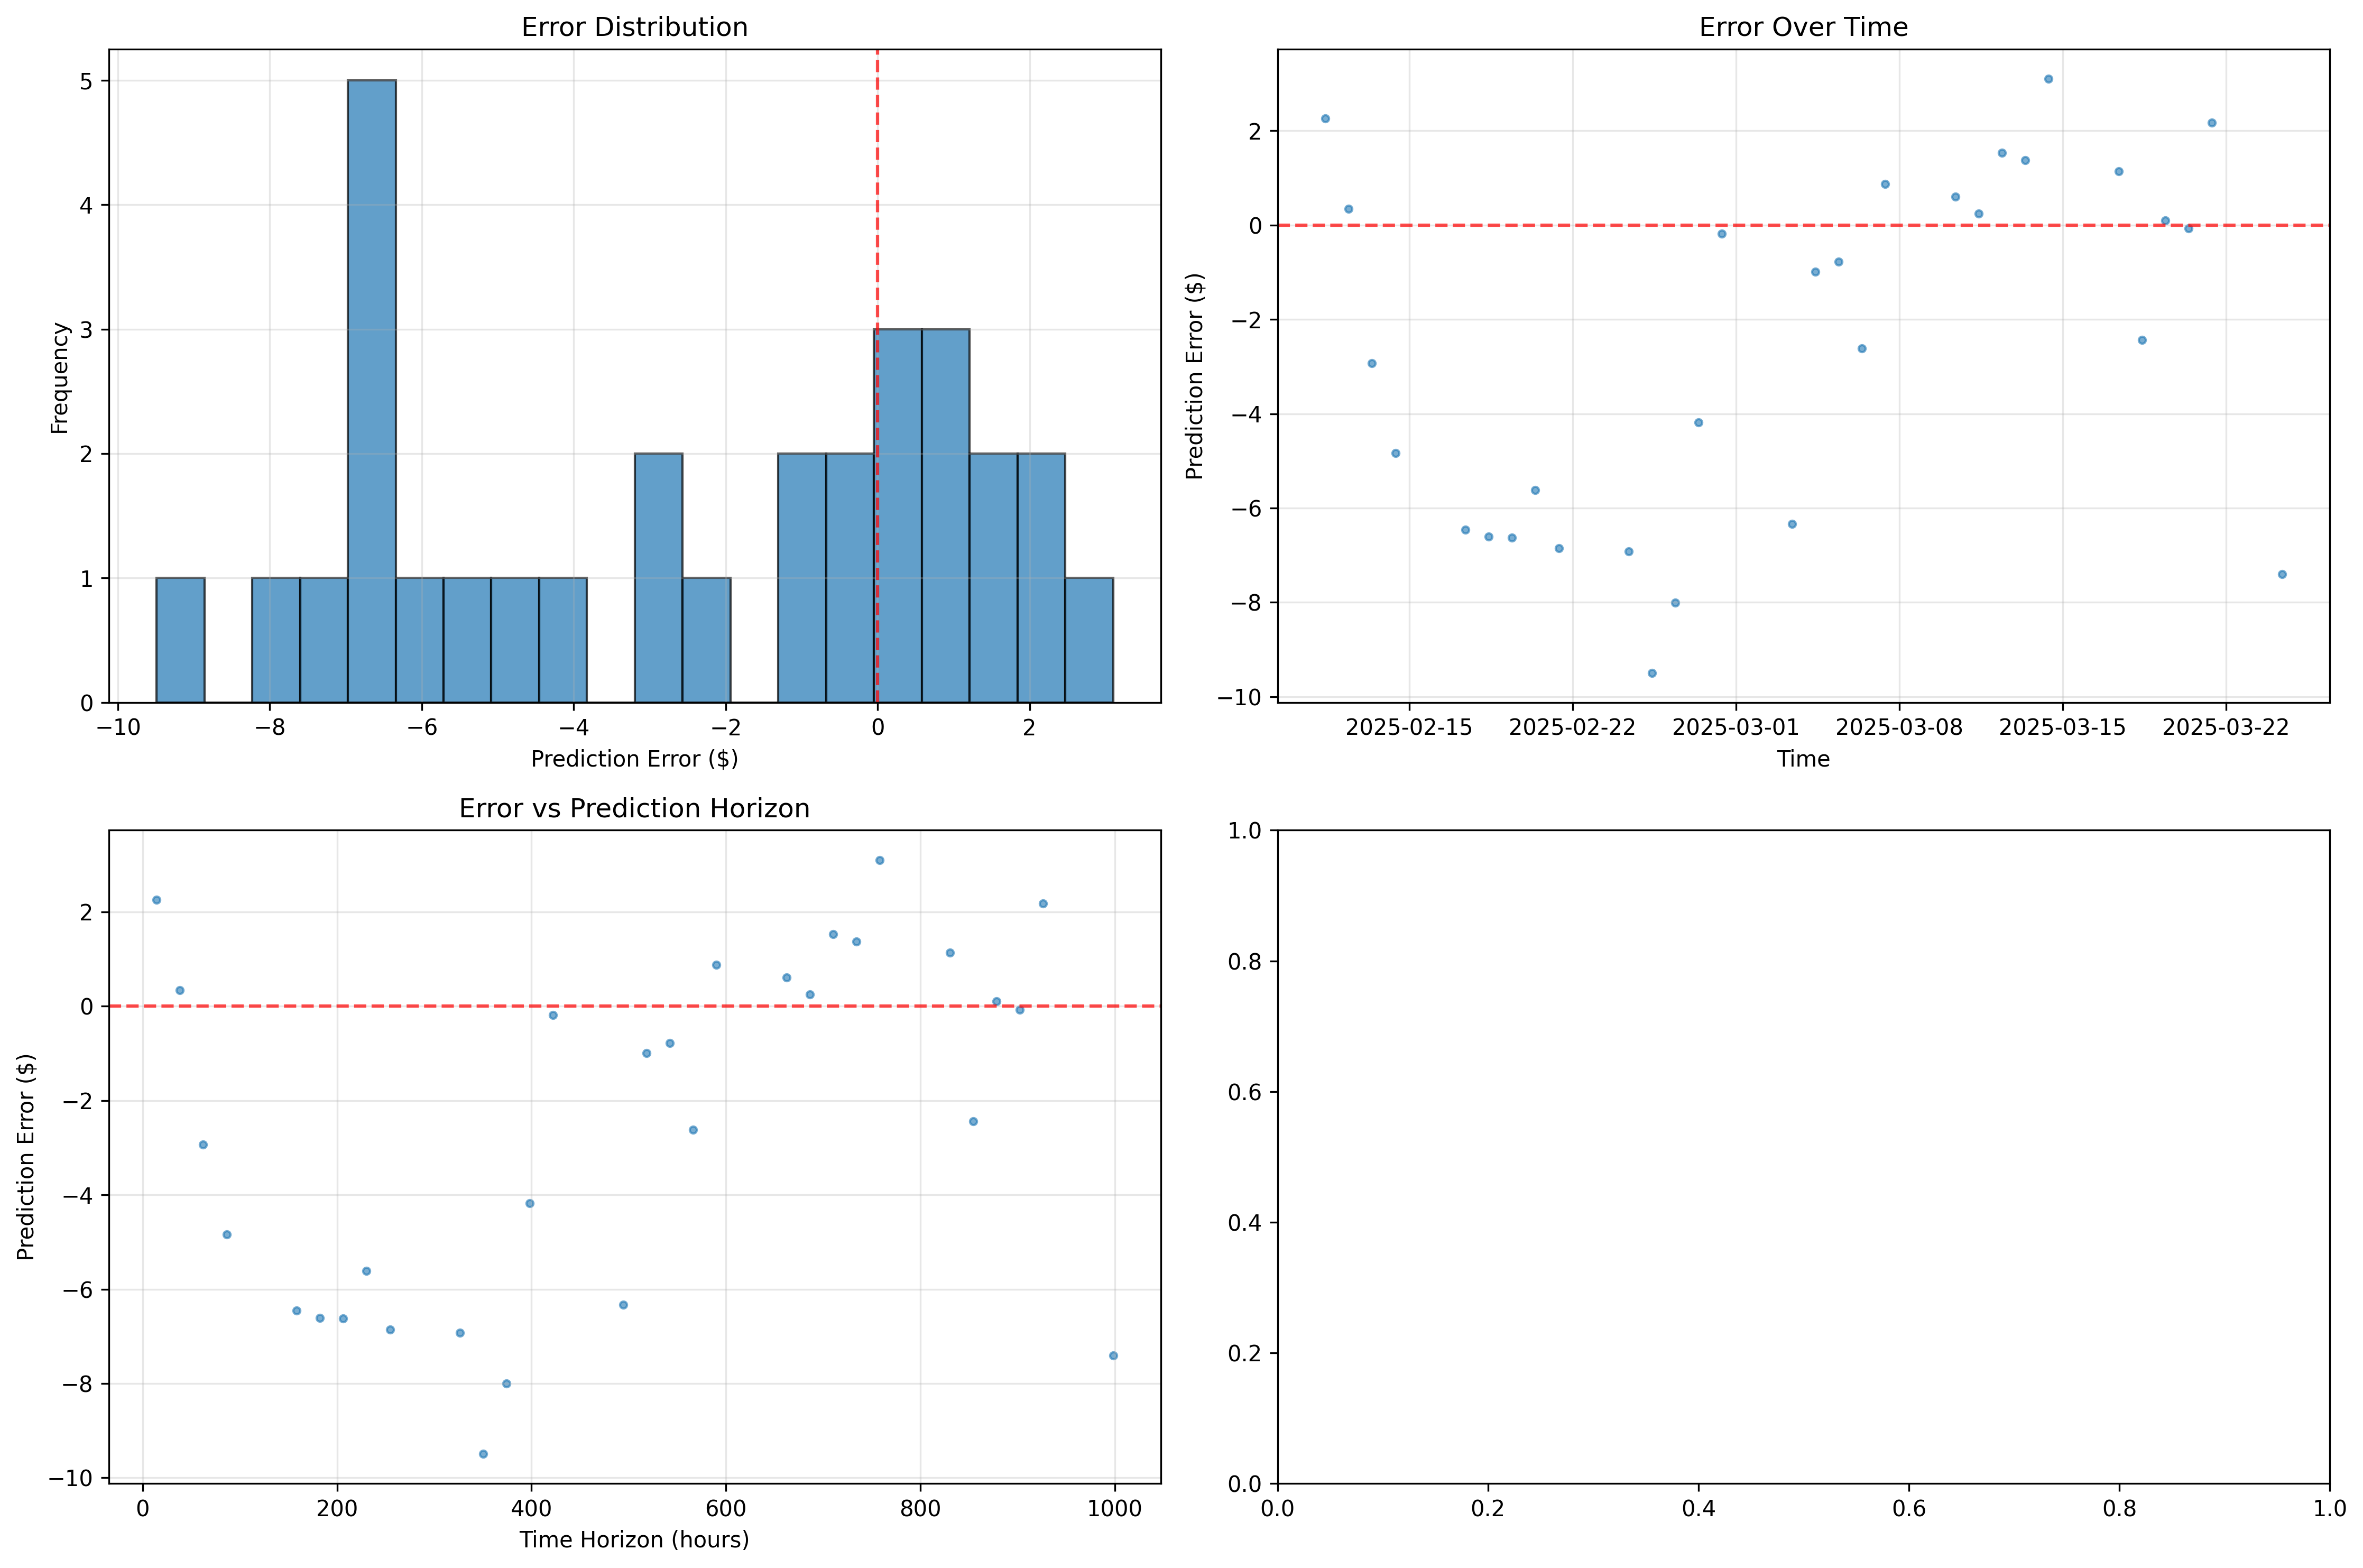 Error Distribution
Frequency
5
4
3
2
1
0
−10 −8 −6 −4 −2 0 2
Prediction Error ($)
Error Over Time
Prediction Error ($)
2
0
−2
−4
−6
−8
−10
2025-02-15 2025-02-22 2025-03-01 2025-03-08 2025-03-15 2025-03-22
Time
Error vs Prediction Horizon
Prediction Error ($)
2
0
−2
−4
−6
−8
−10
0 200 400 600 800 1000
Time Horizon (hours)
1.0
0.8
0.6
0.4
0.2
0.0
0.0 0.2 0.4 0.6 0.8 1.0